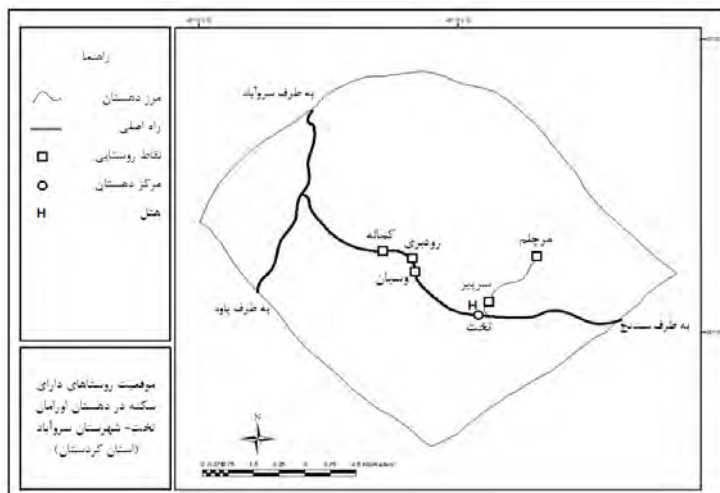 راهنما
مرز دهستان
راه اصلی
نقاط روستایی
مرکز دهستان
H
هتل
موقعیت روستاهای دارای
سکنه در دهستان اورامان
تخت- شهرستان سروآباد
(استان کردستان)
به طرف سروآباد
کماله
رودبری
وسیان
مرچلم
سرپیر
H
تخت
به طرف پاوه
به طرف سنندج
N